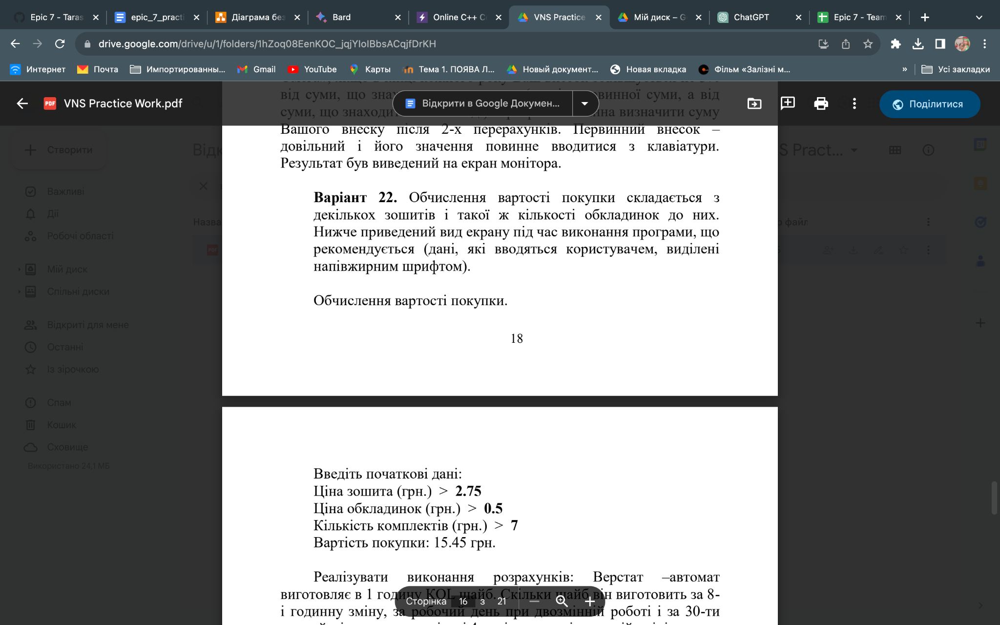 Epic 7 - Taras
epic_7_practi
Діаграма без
Bard
Online C++ C
VNS Practice
Мій диск – G
ChatGPT
Epic 7 - Team
drive.google.com/drive/u/1/folders/1hZoq08EenKOC_jqjYIoIBbsACqjfDrKH
Интернет
Почта
Импортированны...
Gmail
YouTube
Карты
Тема 1. ПОЯВА Л...
Новый документ...
Новая вкладка
Фільм «Залізні м...
»
Усі закладки
PDF VNS Practice Work.pdf
Відкрити в Google Докумен...
Поділитися
від суми, що знах винної суми, а від
суми, що знаходи на визначити суму
Вашого внеску після 2-х перерахунків. Первинний внесок –
довільний і його значення повинне вводитися з клавіатури.
Результат був виведений на екран монітора.
Варіант 22. Обчислення вартості покупки складається з
декількох зошитів і такої ж кількості обкладинок до них.
Нижче приведений вид екрану під час виконання програми, що
рекомендується (дані, які вводяться користувачем, виділені
напівжирним шрифтом).
Обчислення вартості покупки.
18
Введіть початкові дані:
Ціна зошита (грн.) > 2.75
Ціна обкладинок (грн.) > 0.5
Кількість комплектів (грн.) > 7
Вартість покупки: 15.45 грн.
Реалізувати виконання розрахунків: Верстат –автомат
виготовляє в 1 годину KOL шайб. Скільки шайб він виготовить за 8-
і годинну зміну, за робочий день при двозмінній роботі і за 30-ти
Сторінка 16 з 21
Створити
Важливі
Дії
Робочі області
Мій диск
Спільні диски
Відкриті для мене
Останні
Із зірочкою
Спам
Кошик
Сховище
Використано 24,1 МБ
Відк
S Pract...
Назва
файл
PDF
31